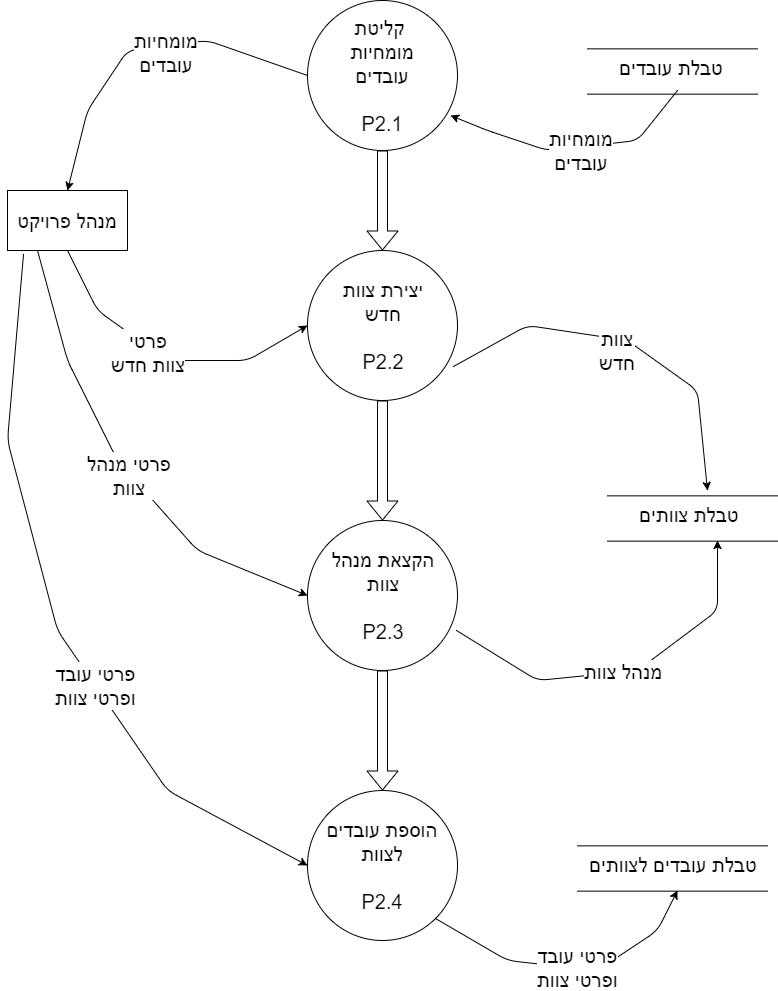 קליטת
מומחיות
עובדים
P2.1
מומחיות
עובדים
טבלת עובדים
מומחיות
עובדים
מנהל פרויקט
יצירת צוות
חדש
P2.2
פרטי
צוות חדש
צוות
חדש
פרטי מנהל
צוות
טבלת צוותים
הקצאת מנהל
צוות
P2.3
מנהל צוות
פרטי עובד
ופרטי צוות
הוספת עובדים
לצוות
P2.4
טבלת עובדים לצוותים
פרטי עובד
ופרטי צוות